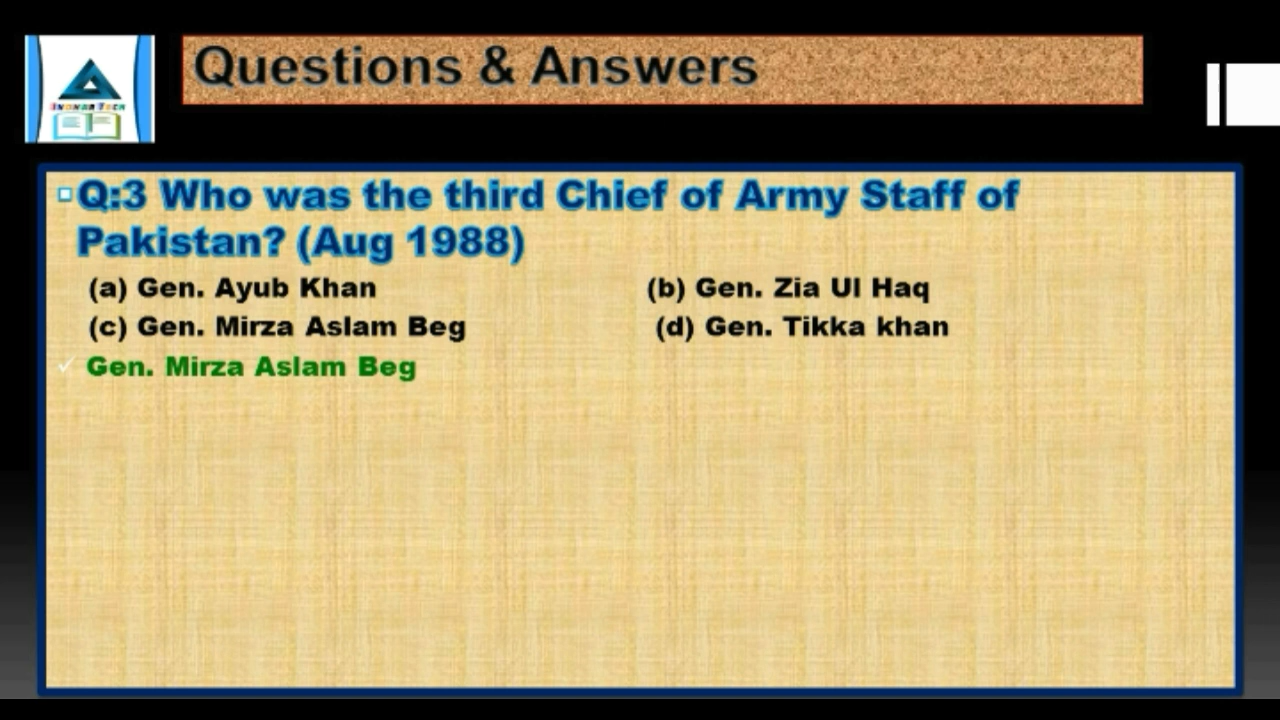 Questions & Answers
Q:3 Who was the third Chief of Army Staff of
Pakistan? (Aug 1988)
(a) Gen. Ayub Khan (b) Gen. Zia Ul Haq
(c) Gen. Mirza Aslam Beg (d) Gen. Tikka khan
Gen. Mirza Aslam Beg